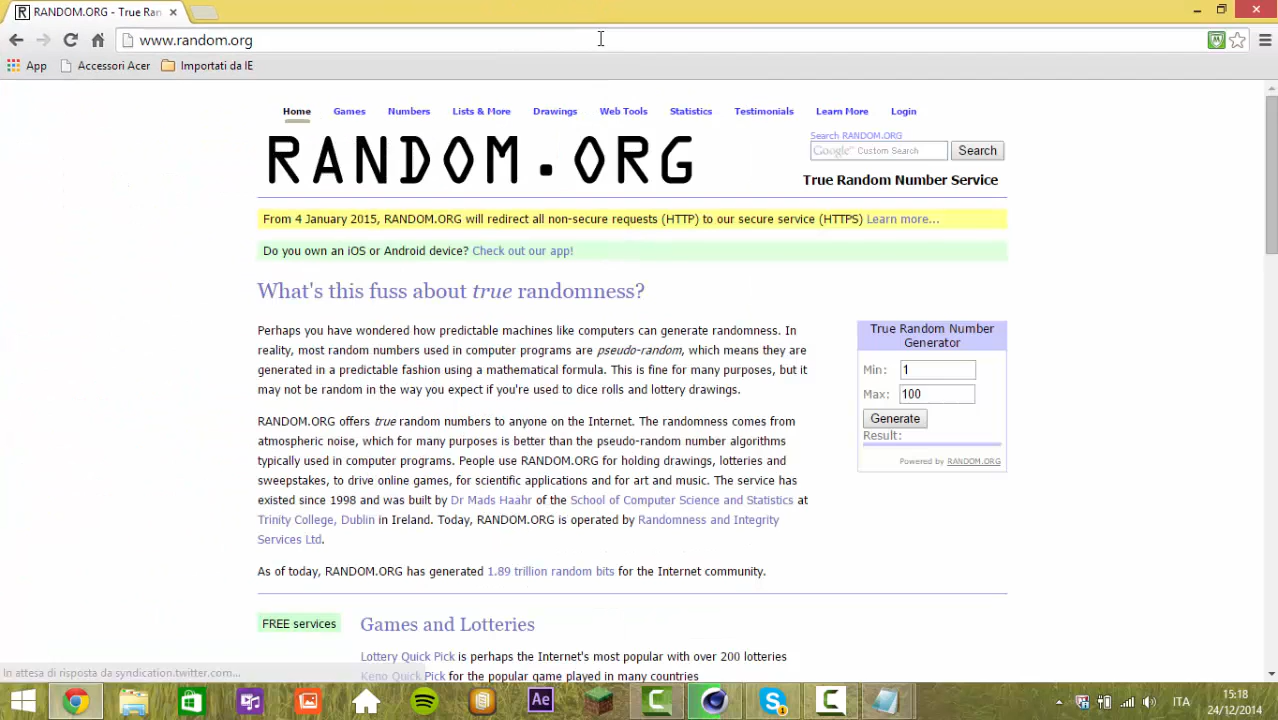 RANDOM.ORG - True Ran
www.random.org
App Accessori Acer Importati da IE
Home Games Numbers Lists & More Drawings Web Tools Statistics Testimonials Learn More Login
RANDOM.ORG
Search RANDOM.ORG
Google™ Custom Search Search
True Random Number Service
From 4 January 2015, RANDOM.ORG will redirect all non-secure requests (HTTP) to our secure service (HTTPS) Learn more...
Do you own an iOS or Android device? Check out our app!
What's this fuss about true randomness?
Perhaps you have wondered how predictable machines like computers can generate randomness. In
reality, most random numbers used in computer programs are pseudo-random, which means they are
generated in a predictable fashion using a mathematical formula. This is fine for many purposes, but it
may not be random in the way you expect if you're used to dice rolls and lottery drawings.
RANDOM.ORG offers true random numbers to anyone on the Internet. The randomness comes from
atmospheric noise, which for many purposes is better than the pseudo-random number algorithms
typically used in computer programs. People use RANDOM.ORG for holding drawings, lotteries and
sweepstakes, to drive online games, for scientific applications and for art and music. The service has
existed since 1998 and was built by Dr Mads Haahr of the School of Computer Science and Statistics at
Trinity College, Dublin in Ireland. Today, RANDOM.ORG is operated by Randomness and Integrity
Services Ltd.
As of today, RANDOM.ORG has generated 1.89 trillion random bits for the Internet community.
True Random Number
Generator
Min: 1
Max: 100
Generate
Result:
Powered by RANDOM.ORG
FREE services
Games and Lotteries
Lottery Quick Pick is perhaps the Internet's most popular with over 200 lotteries
Keno Quick Pick for the popular game played in many countries
In attesa di risposta da syndication.twitter.com...
Ae
ITA
15:18
24/12/2014